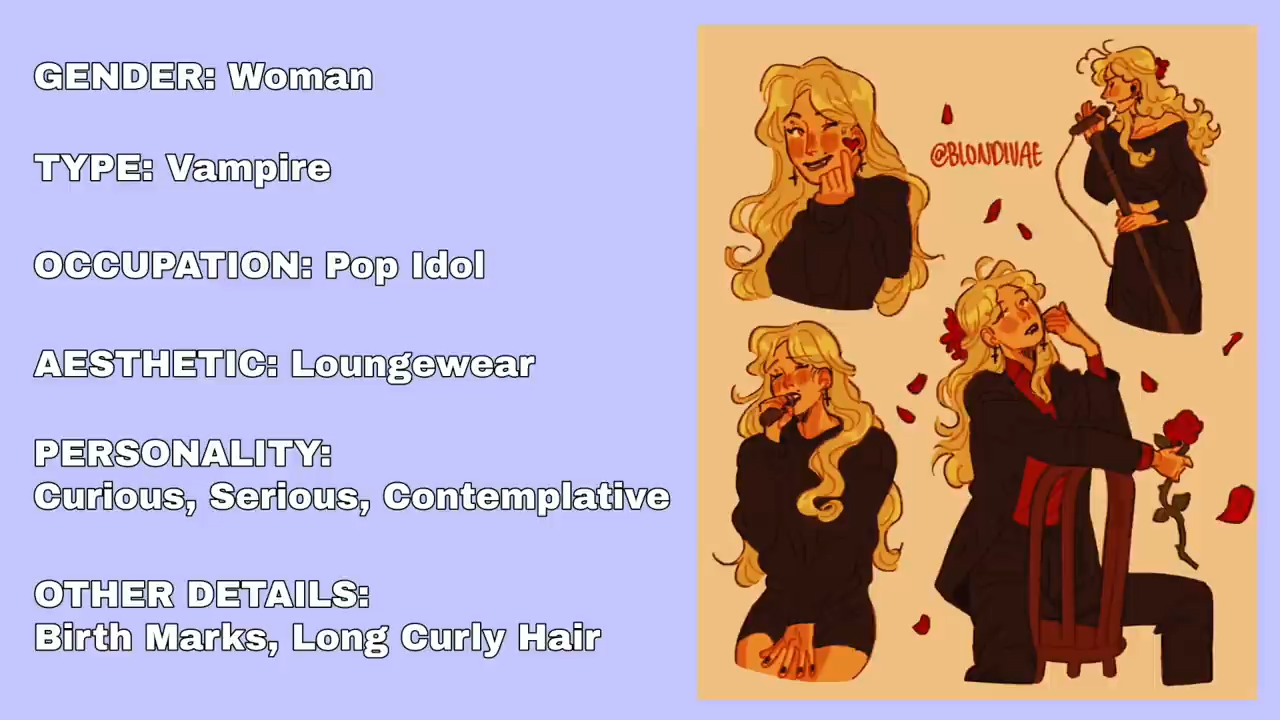 GENDER: Woman
TYPE: Vampire
OCCUPATION: Pop Idol
AESTHETIC: Loungewear
PERSONALITY:
Curious, Serious, Contemplative
OTHER DETAILS:
Birth Marks, Long Curly Hair
@BLONDIVAE